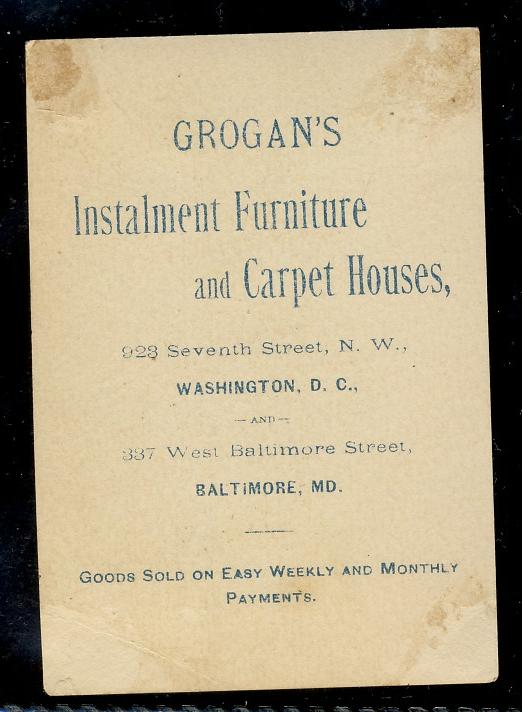 GROGAN'S
Instalment Furniture
and Carpet Houses,
923 Seventh Street, N. W.,
WASHINGTON, D. C.,
— AND —
337 West Baltimore Street,
BALTIMORE, MD.
GOODS SOLD ON EASY WEEKLY AND MONTHLY
PAYMENTS.